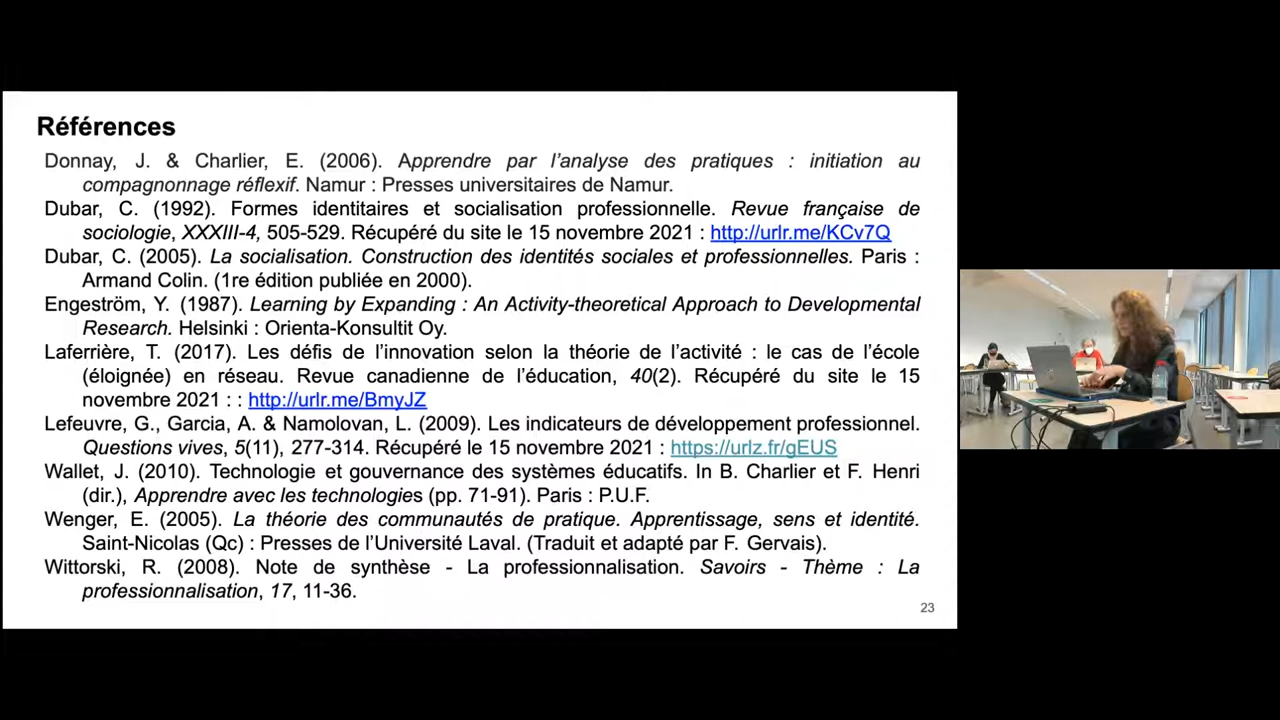 Références
Donnay, J. & Charlier, E. (2006). Apprendre par l’analyse des pratiques : initiation au
compagnonnage réflexif. Namur : Presses universitaires de Namur.
Dubar, C. (1992). Formes identitaires et socialisation professionnelle. Revue française de
sociologie, XXXIII-4, 505-529. Récupéré du site le 15 novembre 2021 : http://urlr.me/KCv7Q
Dubar, C. (2005). La socialisation. Construction des identités sociales et professionnelles. Paris :
Armand Colin. (1re édition publiée en 2000).
Engeström, Y. (1987). Learning by Expanding : An Activity-theoretical Approach to Developmental
Research. Helsinki : Orienta-Konsultit Oy.
Laferrière, T. (2017). Les défis de l’innovation selon la théorie de l’activité : le cas de l’école
(éloignée) en réseau. Revue canadienne de l’éducation, 40(2). Récupéré du site le 15
novembre 2021 : : http://urlr.me/BmyJZ
Lefeuvre, G., Garcia, A. & Namolovan, L. (2009). Les indicateurs de développement professionnel.
Questions vives, 5(11), 277-314. Récupéré le 15 novembre 2021 : https://urlz.fr/gEUS
Wallet, J. (2010). Technologie et gouvernance des systèmes éducatifs. In B. Charlier et F. Henri
(dir.), Apprendre avec les technologies (pp. 71-91). Paris : P.U.F.
Wenger, E. (2005). La théorie des communautés de pratique. Apprentissage, sens et identité.
Saint-Nicolas (Qc) : Presses de l’Université Laval. (Traduit et adapté par F. Gervais).
Wittorski, R. (2008). Note de synthèse - La professionnalisation. Savoirs - Thème : La
professionnalisation, 17, 11-36.
23